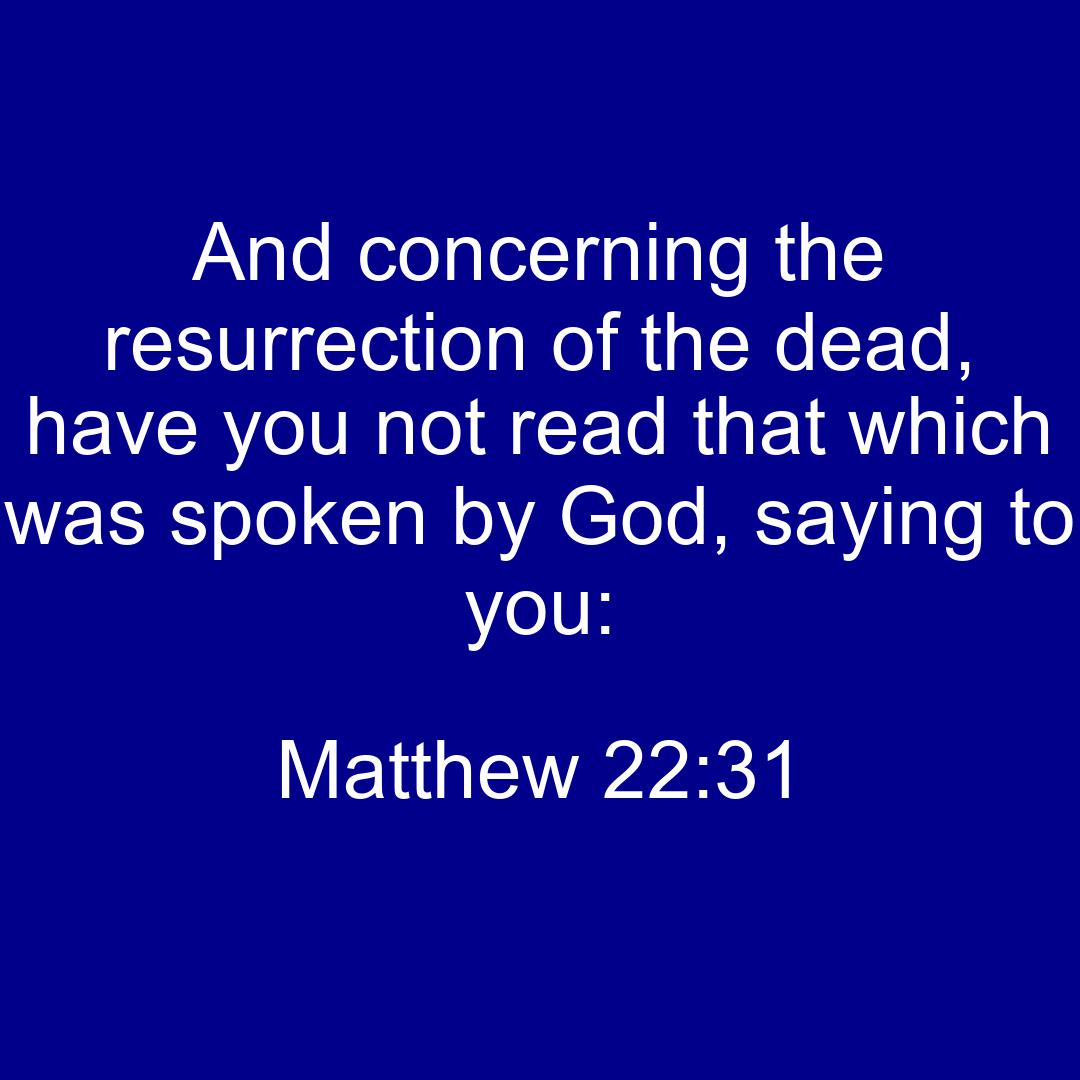 And concerning the
resurrection of the dead,
have you not read that which
was spoken by God, saying to
you:
Matthew 22:31